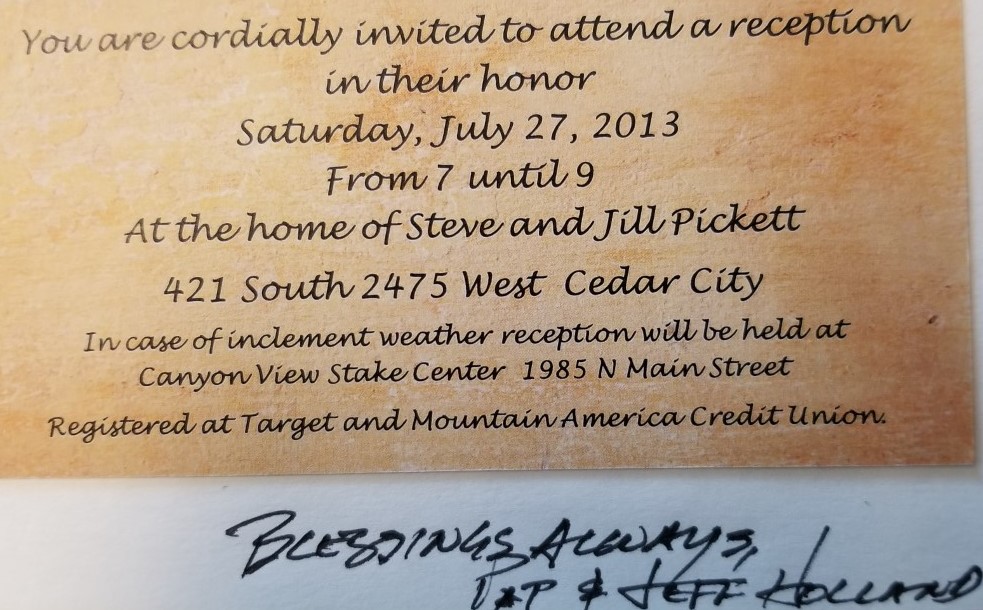 You are cordially invited to attend a reception
in their honor
Saturday, July 27, 2013
From 7 until 9
At the home of Steve and Jill Pickett
421 South 2475 West Cedar City
In case of inclement weather reception will be held at
Canyon View Stake Center 1985 N Main Street
Registered at Target and Mountain America Credit Union.
BLESSINGS ALWAYS,
PAT & JEFF HOLLAND